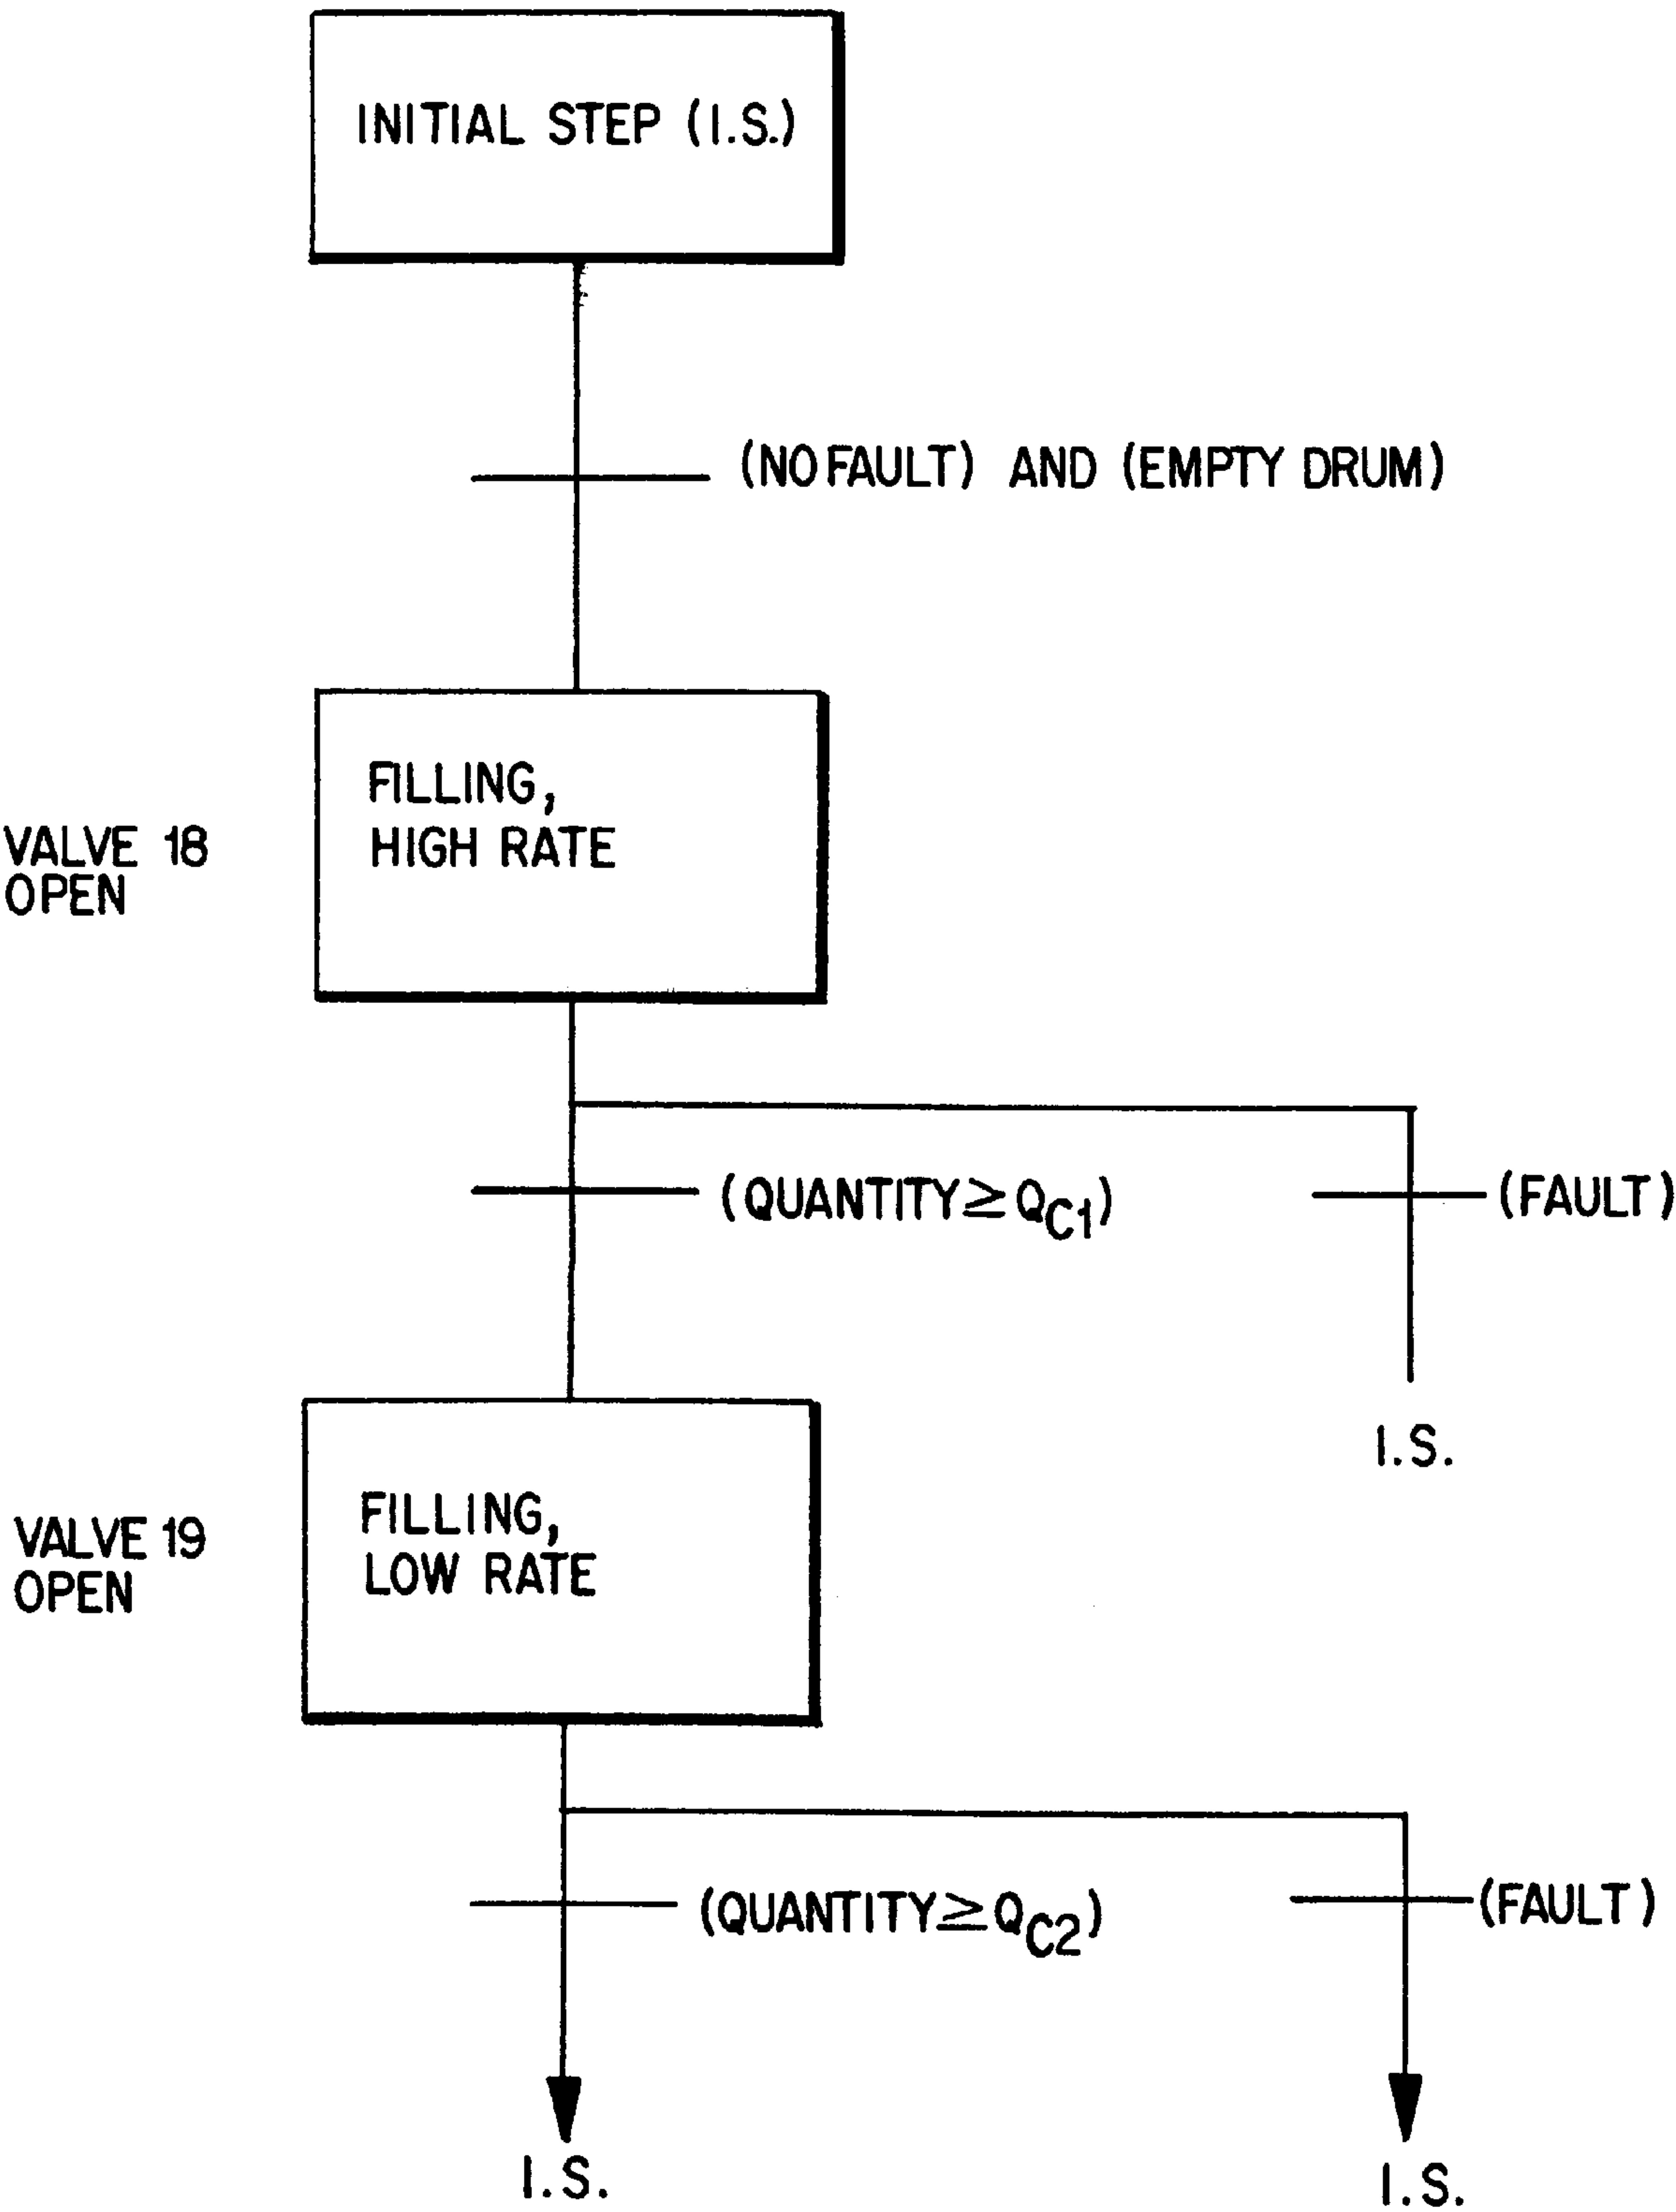 INITIAL STEP (I.S.)
(NO FAULT) AND (EMPTY DRUM)
FILLING,
HIGH RATE
VALVE 18
OPEN
(QUANTITY ≥ QC1)
(FAULT)
I.S.
FILLING,
LOW RATE
VALVE 19
OPEN
(QUANTITY ≥ QC2)
(FAULT)
I.S.
I.S.